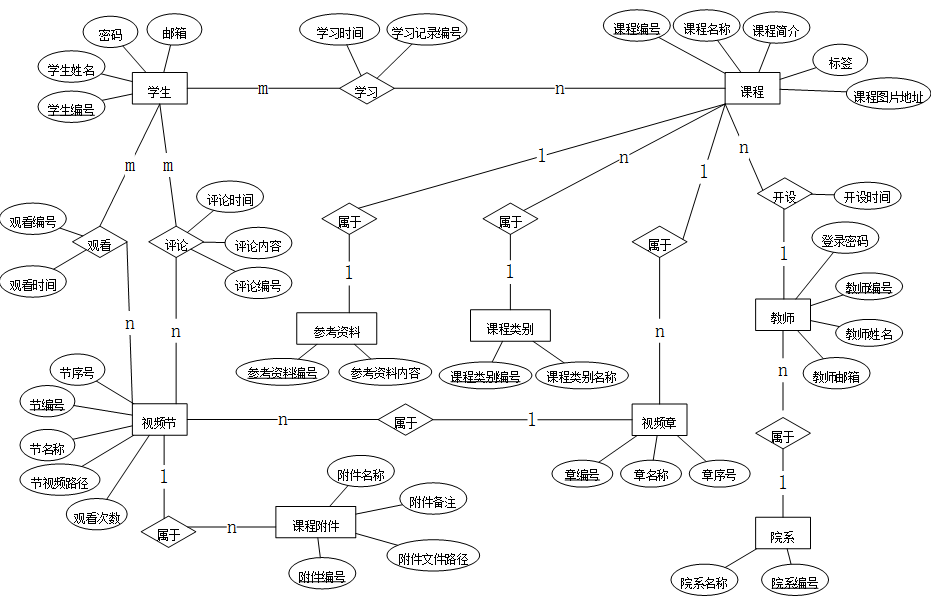 密码
邮箱
学习时间
学习记录编号
课程编号
课程名称
课程简介
学生姓名
标签
学生编号
学生
m
学习
n
课程
课程图片地址
1
n
n
m
m
1
观看编号
评论时间
属于
属于
开设
开设时间
观看
评论
评论内容
属于
登录密码
观看时间
评论编号
1
1
1
教师编号
n
n
参考资料
课程类别
n
教师
教师姓名
节序号
参考资料编号
参考资料内容
课程类别编号
课程类别名称
n
教师邮箱
节编号
视频节
n
属于
1
视频章
属于
节名称
节视频路径
1
附件名称
章编号
章名称
章序号
1
观看次数
属于
n
课程附件
附件备注
院系
附件编号
附件文件路径
院系名称
院系编号